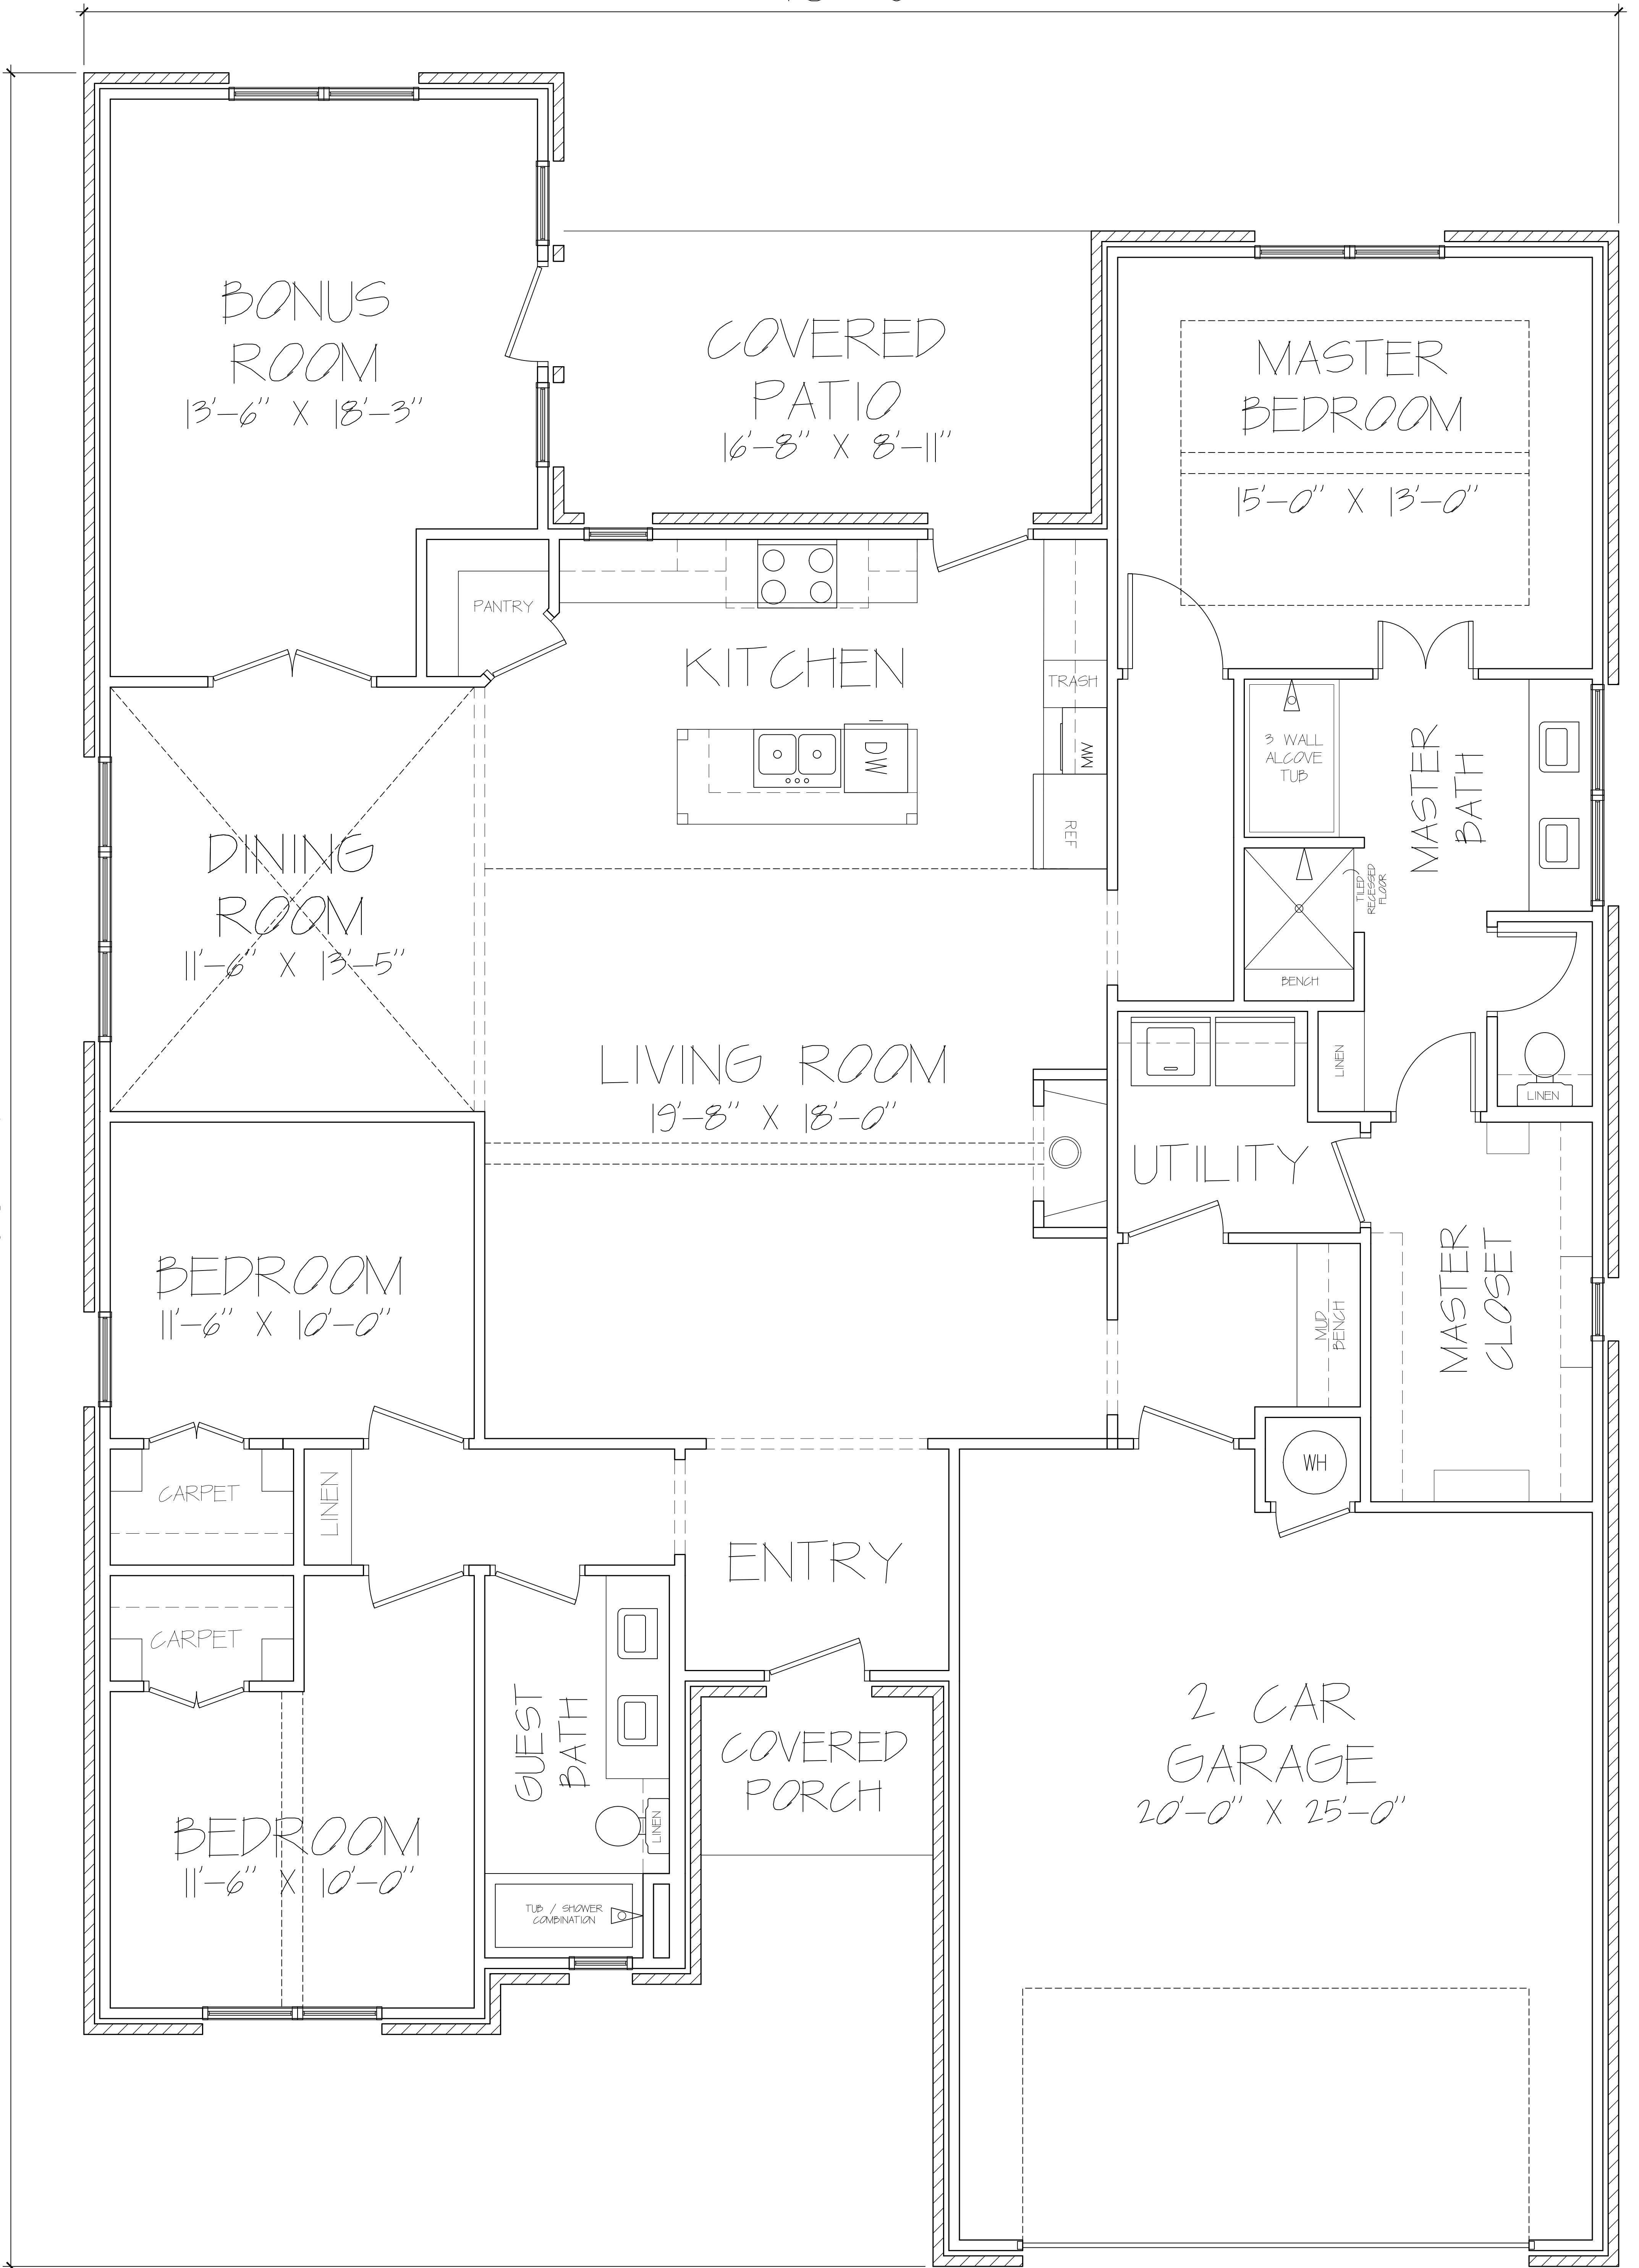 BONUS
ROOM
13'-6" X 18'-3"
COVERED
PATIO
16'-8" X 8'-11"
MASTER
BEDROOM
15'-0" X 13'-0"
PANTRY
KITCHEN
TRASH
MW
DW
REF
3 WALL
ALCOVE
TUB
MASTER
BATH
TILED
RECESSED
FLOOR
BENCH
DINING
ROOM
11'-6" X 13'-5"
LIVING ROOM
19'-8" X 18'-0"
LINEN
LINEN
UTILITY
BEDROOM
11'-6" X 10'-0"
MUD
BENCH
MASTER
CLOSET
CARPET
LINEN
WH
ENTRY
CARPET
GUEST
BATH
COVERED
PORCH
2 CAR
GARAGE
20'-0" X 25'-0"
BEDROOM
11'-6" X 10'-0"
LINEN
TUB / SHOWER
COMBINATION